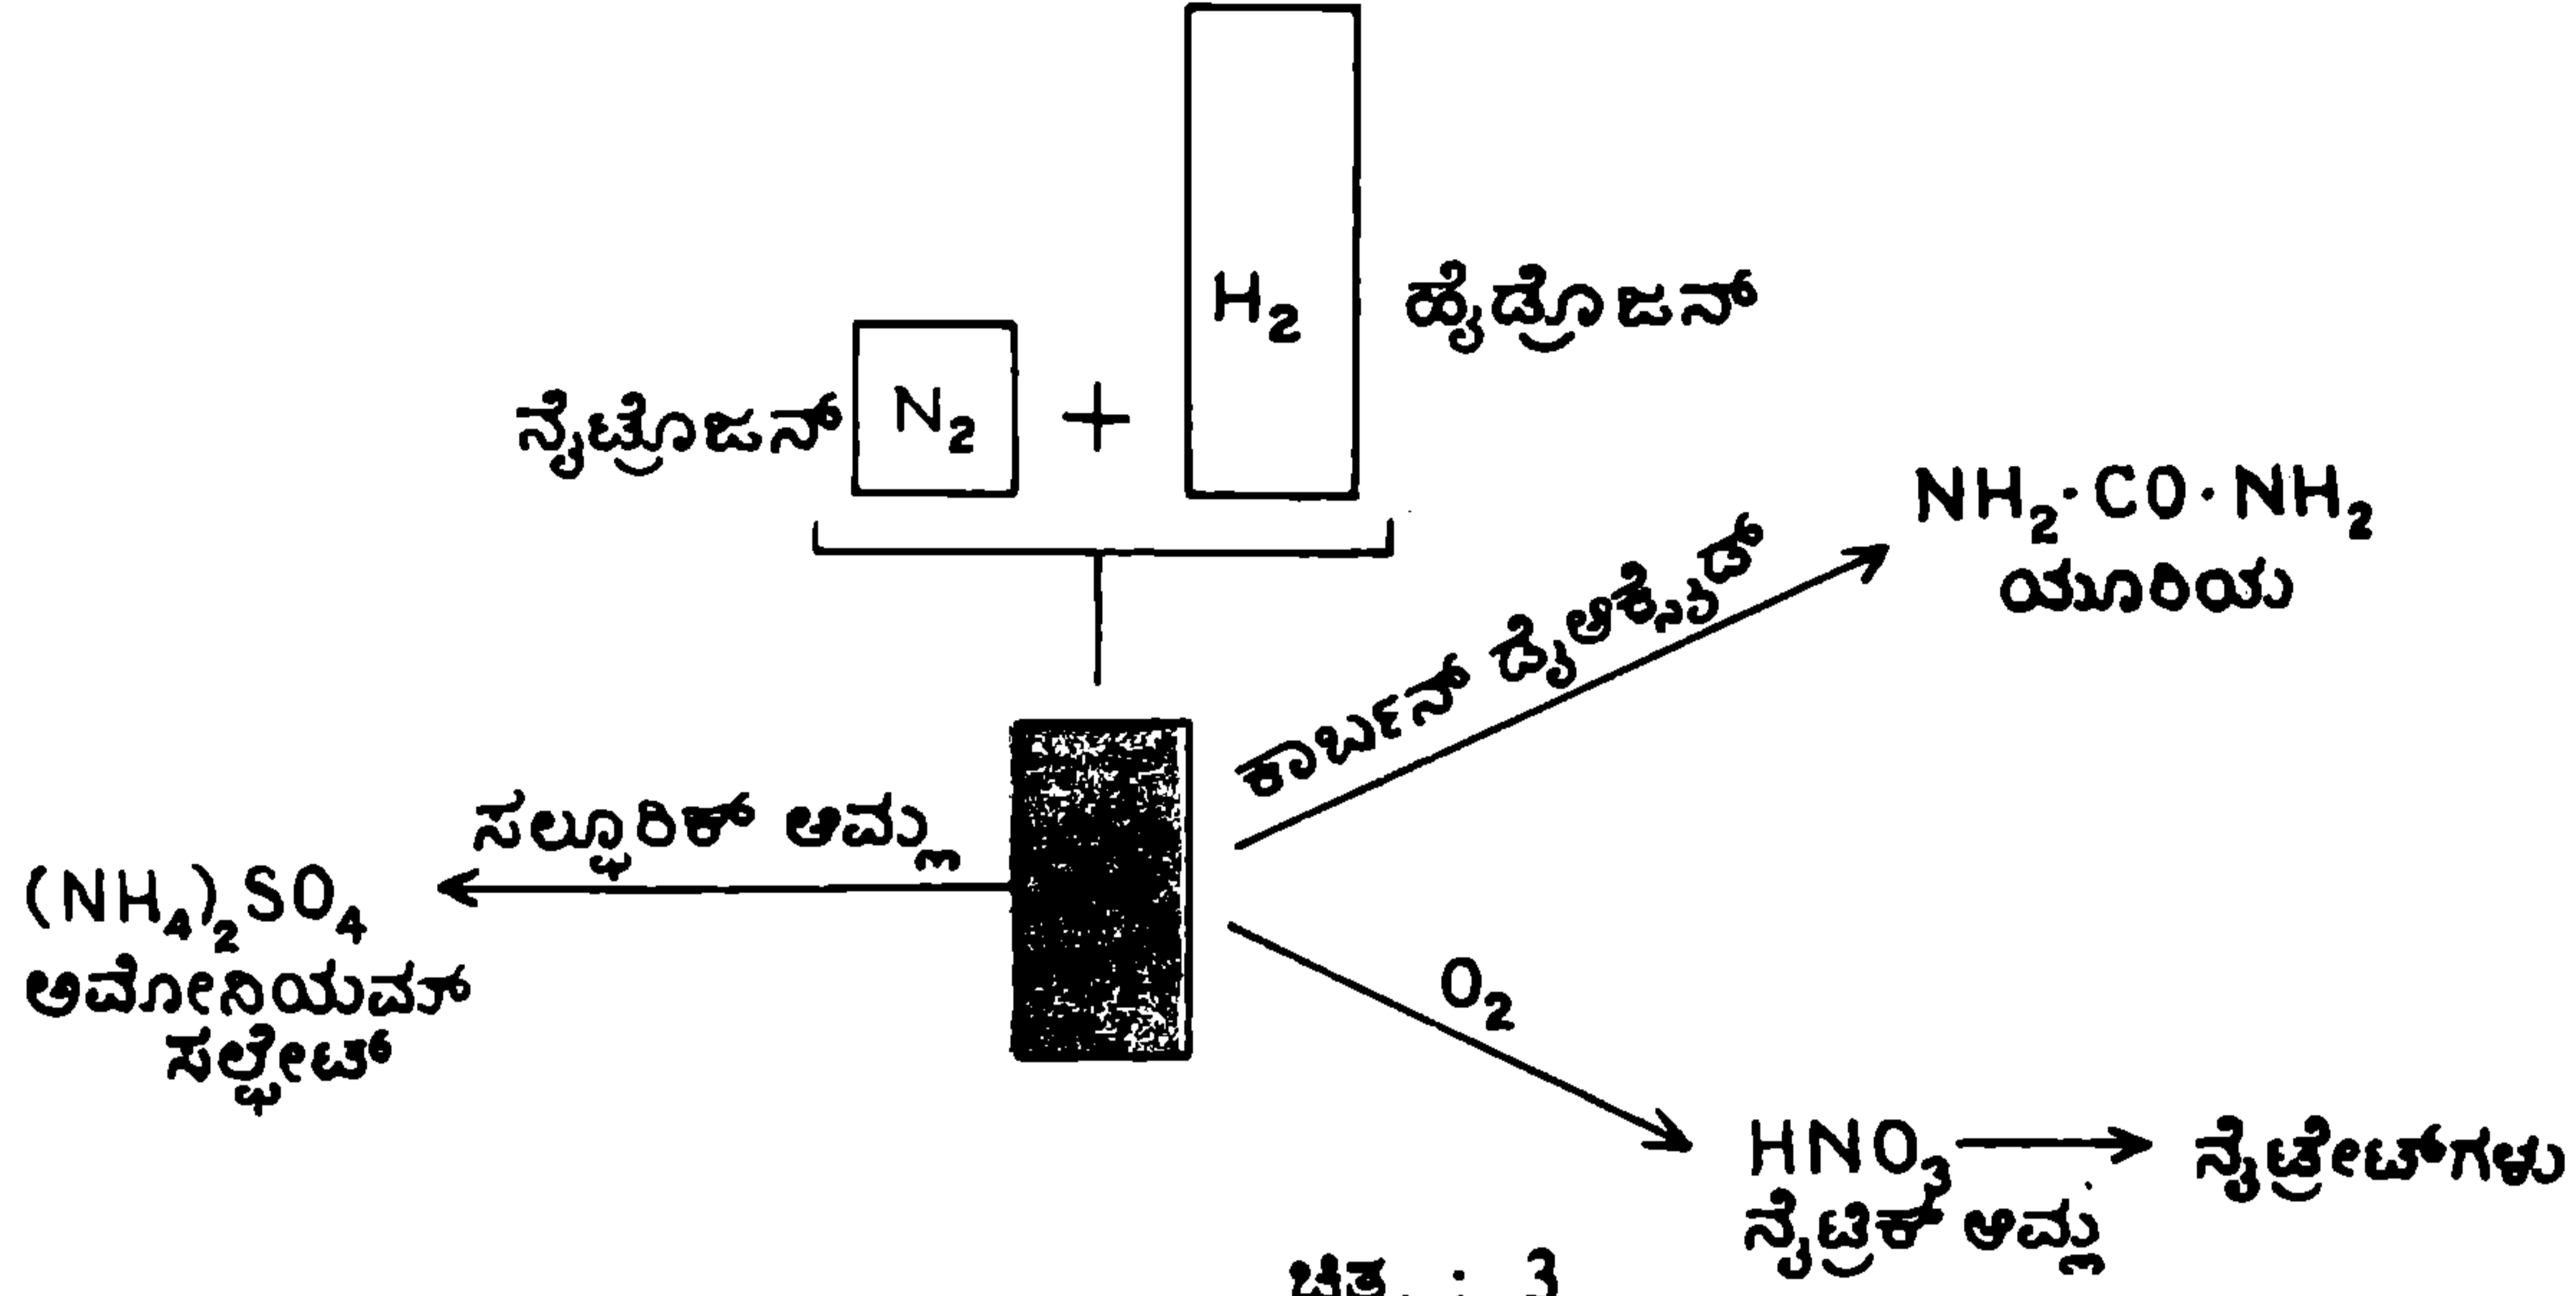 H₂ ಹೈಡ್ರೊಜನ್
ನೈಟ್ರೊಜನ್ N₂ +
NH₂·CO·NH₂
ಯೂರಿಯ
ಕಾರ್ಬನ್ ಡೈಆಕ್ಸೈಡ್
ಸಲ್ಫೂರಿಕ್ ಆಮ್ಲ
(NH₄)₂SO₄
ಅಮೋನಿಯಮ್
ಸಲ್ಫೇಟ್
O₂
HNO₃ → ನೈಟ್ರೇಟ್‌ಗಳು
ನೈಟ್ರಿಕ್ ಆಮ್ಲ
ಚಿತ್ರ : 3